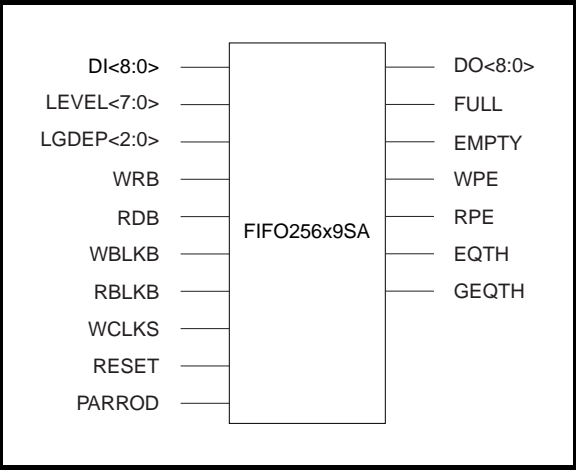 DI<8:0>
LEVEL<7:0>
LGDEP<2:0>
WRB
RDB
WBLKB
RBLKB
WCLKS
RESET
PARROD
FIFO256x9SA
DO<8:0>
FULL
EMPTY
WPE
RPE
EQTH
GEQTH